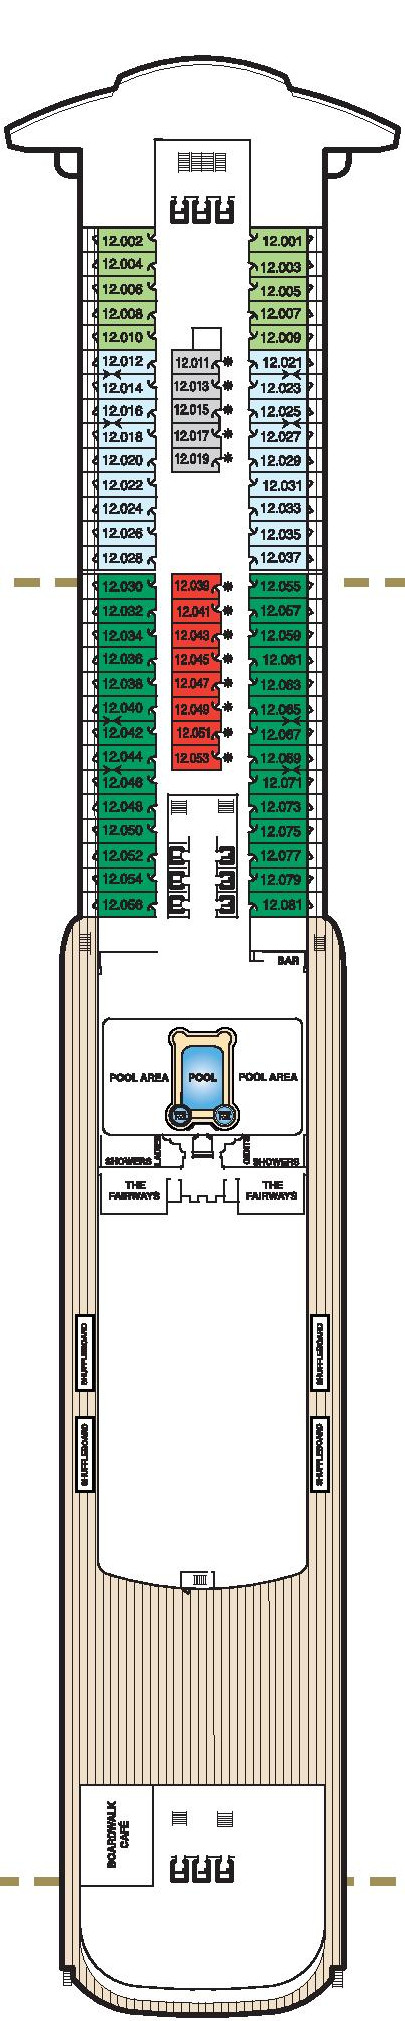 12.002 12.001
12.004 12.003
12.006 12.005
12.008 12.007
12.010 12.009
12.012 12.011 12.021
12.014 12.013 12.023
12.016 12.015 12.025
12.018 12.017 12.027
12.020 12.019 12.029
12.022 12.031
12.024 12.033
12.026 12.035
12.028 12.037
12.030 12.039 12.055
12.032 12.041 12.057
12.034 12.043 12.059
12.036 12.045 12.061
12.038 12.047 12.063
12.040 12.049 12.065
12.042 12.051 12.067
12.044 12.053 12.069
12.046 12.071
12.048 12.073
12.050 12.075
12.052 12.077
12.054 12.079
12.056 12.081
BAR
POOL AREA POOL POOL AREA
LADIES GENTS
SHOWERS SHOWERS
THE THE
FAIRWAYS FAIRWAYS
SHUFFLEBOARD SHUFFLEBOARD
SHUFFLEBOARD SHUFFLEBOARD
BOARDWALK
CAFÉ